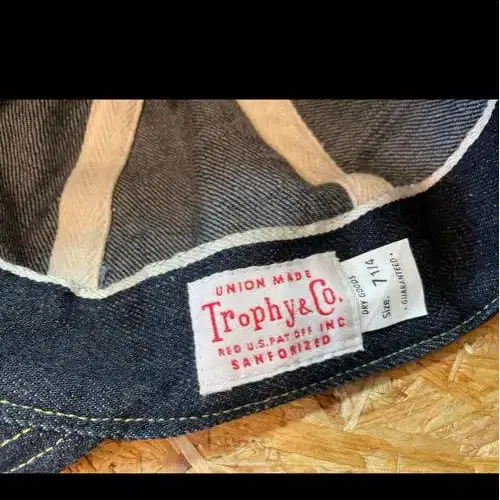 UNION MADE
Trophy & Co.
REG U.S. PAT OFF INC
SANFORIZED
DRY GOODS
Size. 7 1/4
• GUARANTEED •